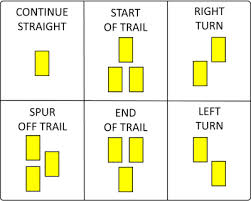 CONTINUE
STRAIGHT
START
OF TRAIL
RIGHT
TURN
SPUR
OFF TRAIL
END
OF TRAIL
LEFT
TURN